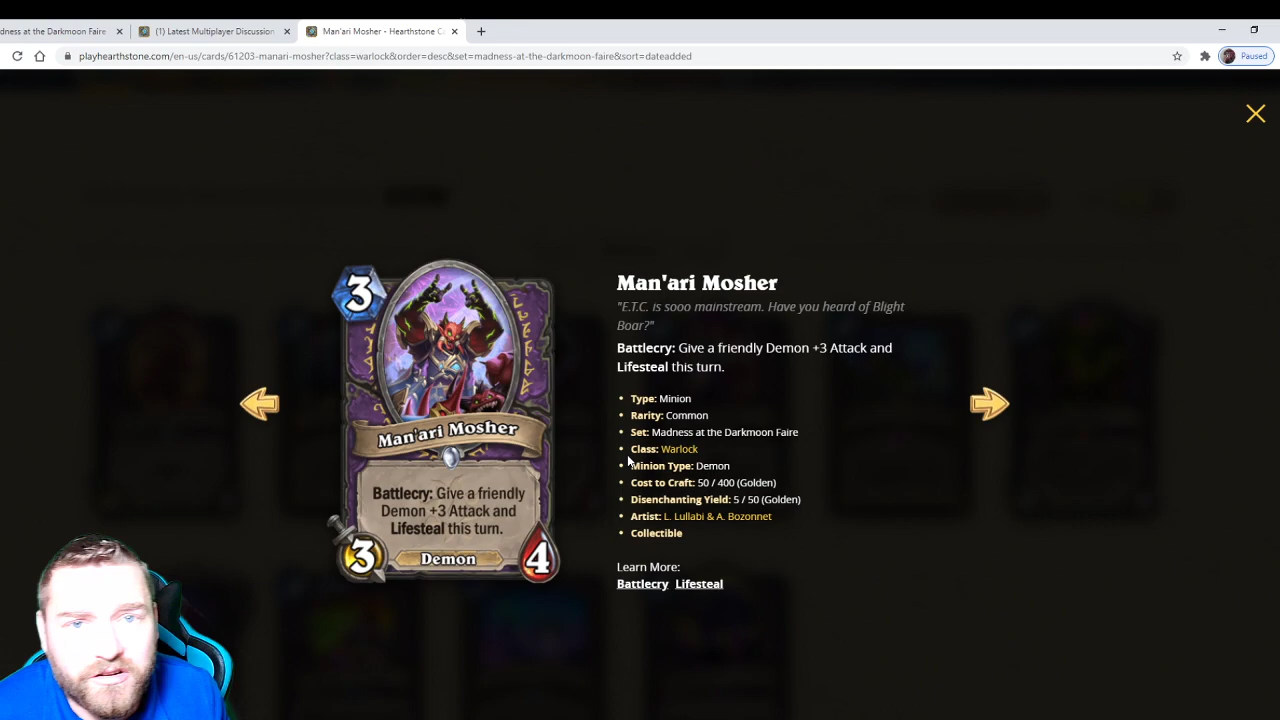 dness at the Darkmoon Faire
(1) Latest Multiplayer Discussion
Man'ari Mosher - Hearthstone C
playhearthstone.com/en-us/cards/61203-manari-mosher?class=warlock&order=desc&set=madness-at-the-darkmoon-faire&sort=dateadded
Paused
3
Man'ari Mosher
Battlecry: Give a friendly
Demon +3 Attack and
Lifesteal this turn.
3
Demon
4
Man'ari Mosher
"E.T.C. is sooo mainstream. Have you heard of Blight
Boar?"
Battlecry: Give a friendly Demon +3 Attack and
Lifesteal this turn.
• Type: Minion
• Rarity: Common
• Set: Madness at the Darkmoon Faire
• Class: Warlock
• Minion Type: Demon
• Cost to Craft: 50 / 400 (Golden)
• Disenchanting Yield: 5 / 50 (Golden)
• Artist: L. Lullabi & A. Bozonnet
• Collectible
Learn More:
Battlecry Lifesteal